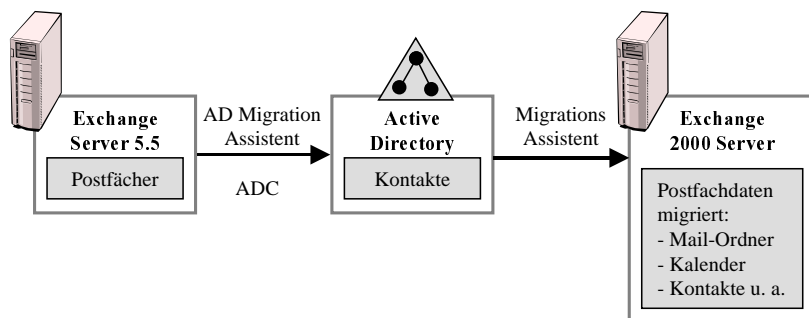 Exchange
Server 5.5
Postfächer
AD Migration
Assistent
ADC
Active
Directory
Kontakte
Migrations
Assistent
Exchange
2000 Server
Postfachdaten
migriert:
- Mail-Ordner
- Kalender
- Kontakte u. a.